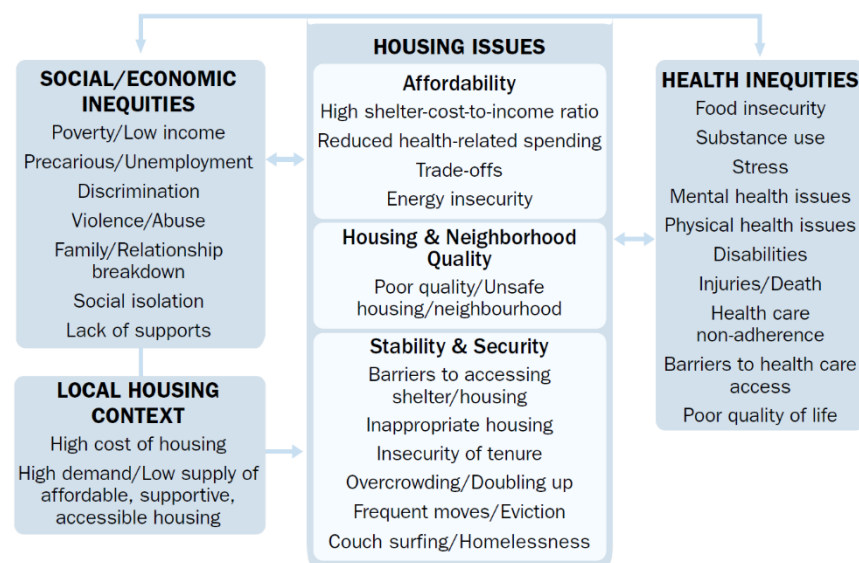 SOCIAL/ECONOMIC
INEQUITIES
Poverty/Low income
Precarious/Unemployment
Discrimination
Violence/Abuse
Family/Relationship
breakdown
Social isolation
Lack of supports
LOCAL HOUSING
CONTEXT
High cost of housing
High demand/Low supply of
affordable, supportive,
accessible housing
HOUSING ISSUES
Affordability
High shelter-cost-to-income ratio
Reduced health-related spending
Trade-offs
Energy insecurity
Housing & Neighborhood
Quality
Poor quality/Unsafe
housing/neighbourhood
Stability & Security
Barriers to accessing
shelter/housing
Inappropriate housing
Insecurity of tenure
Overcrowding/Doubling up
Frequent moves/Eviction
Couch surfing/Homelessness
HEALTH INEQUITIES
Food insecurity
Substance use
Stress
Mental health issues
Physical health issues
Disabilities
Injuries/Death
Health care
non-adherence
Barriers to health care
access
Poor quality of life